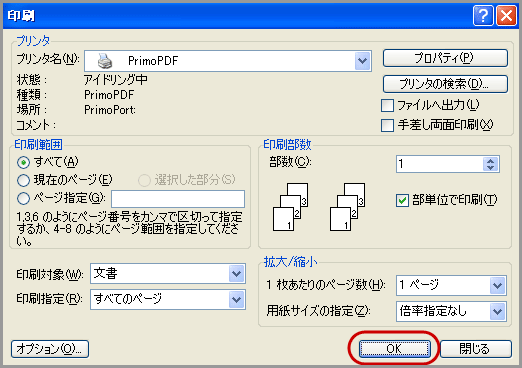 印刷
プリンタ
プリンタ名(N):
PrimoPDF
プロパティ(P)
状態:
アイドリング中
プリンタの検索(D)...
種類:
PrimoPDF
ファイルへ出力(L)
場所:
PrimoPort:
コメント:
手差し両面印刷(X)
印刷範囲
すべて(A)
現在のページ(E)
選択した部分(S)
ページ指定(G):
1,3,6 のようにページ番号をカンマで区切って指定
するか、4-8 のようにページ範囲を指定してくださ
い。
印刷部数
部数(C):
1
3
2
1
3
2
1
部単位で印刷(T)
印刷対象(W):
文書
印刷指定(R):
すべてのページ
拡大/縮小
1 枚あたりのページ数(H):
1 ページ
用紙サイズの指定(Z):
倍率指定なし
オプション(O)...
OK
閉じる